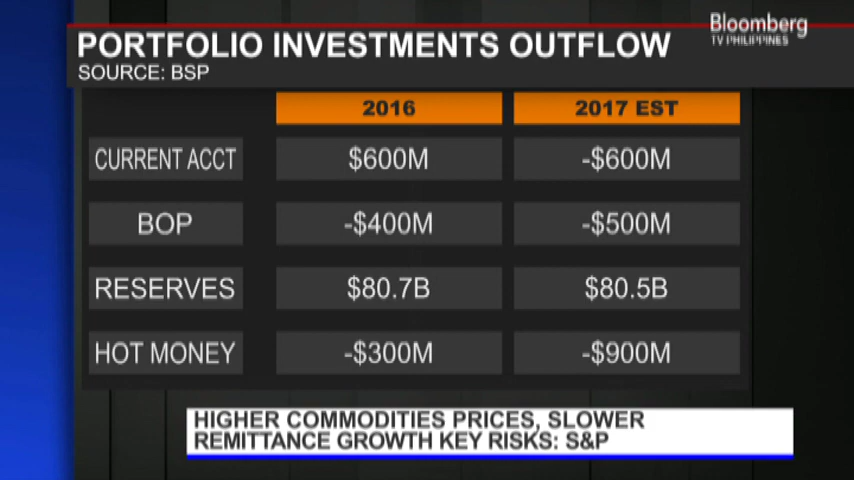 Bloomberg
TV PHILIPPINES
PORTFOLIO INVESTMENTS OUTFLOW
SOURCE: BSP
2016 2017 EST
CURRENT ACCT $600M -$600M
BOP -$400M -$500M
RESERVES $80.7B $80.5B
HOT MONEY -$300M -$900M
HIGHER COMMODITIES PRICES, SLOWER
REMITTANCE GROWTH KEY RISKS: S&P